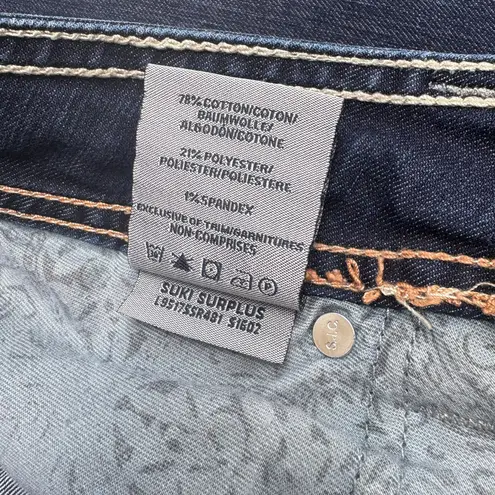 78% COTTON/COTON/
BAUMWOLLE/
ALGODÓN/COTONE
21% POLYESTER/
POLIESTER/POLIESTERE
1% SPANDEX
EXCLUSIVE OF TRIM/GARNITURES
NON-COMPRISES
P
SUKI SURPLUS
L9517SSR481 S1602
S.J.C.